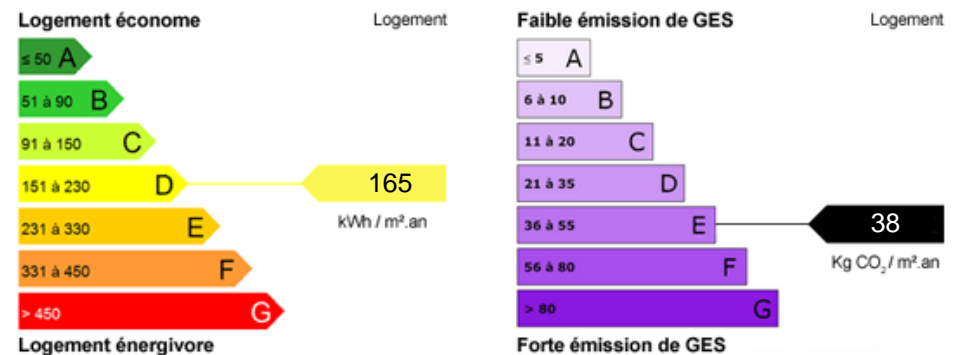 Logement économe
Logement
≤ 50 A
51 à 90 B
91 à 150 C
151 à 230 D
165
231 à 330 E
kWh / m².an
331 à 450 F
> 450 G
Logement énergivore
Faible émission de GES
Logement
≤ 5 A
6 à 10 B
11 à 20 C
21 à 35 D
36 à 55 E
38
56 à 80 F
Kg CO₂/ m².an
> 80 G
Forte émission de GES